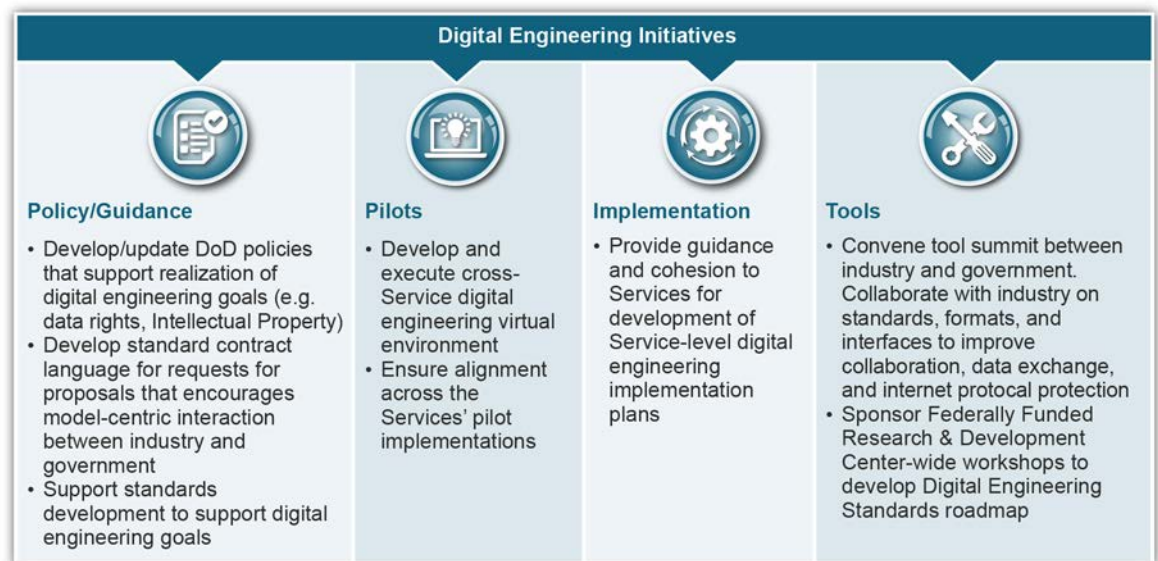 Digital Engineering Initiatives
Policy/Guidance
• Develop/update DoD policies
that support realization of
digital engineering goals (e.g.
data rights, Intellectual Property)
• Develop standard contract
language for requests for
proposals that encourages
model-centric interaction
between industry and
government
• Support standards
development to support digital
engineering goals
Pilots
• Develop and
execute cross-
Service digital
engineering virtual
environment
• Ensure alignment
across the
Services’ pilot
implementations
Implementation
• Provide guidance
and cohesion to
Services for
development of
Service-level digital
engineering
implementation
plans
Tools
• Convene tool summit between
industry and government.
Collaborate with industry on
standards, formats, and
interfaces to improve
collaboration, data exchange,
and internet protocal protection
• Sponsor Federally Funded
Research & Development
Center-wide workshops to
develop Digital Engineering
Standards roadmap